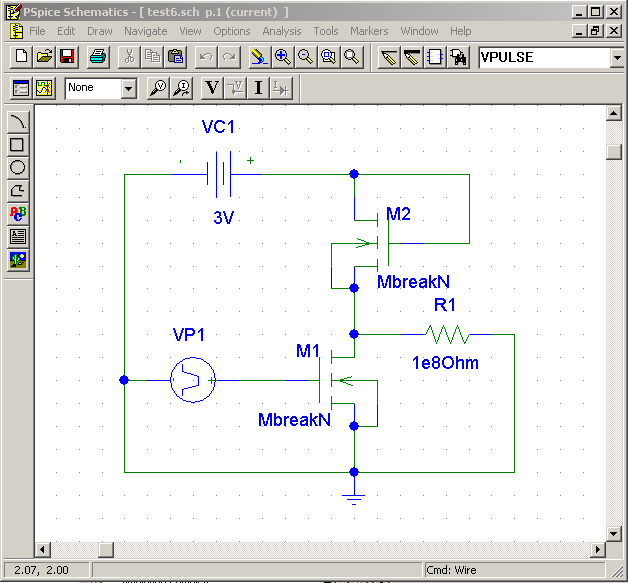 PSpice Schematics - [ test6.sch p.1 (current) ]
File Edit Draw Navigate View Options Analysis Tools Markers Window Help
VPULSE
None V V I I
ABC
VC1
- +
3V
M2
MbreakN
R1
VP1
M1
1e8Ohm
+
MbreakN
2.07, 2.00 Cmd: Wire